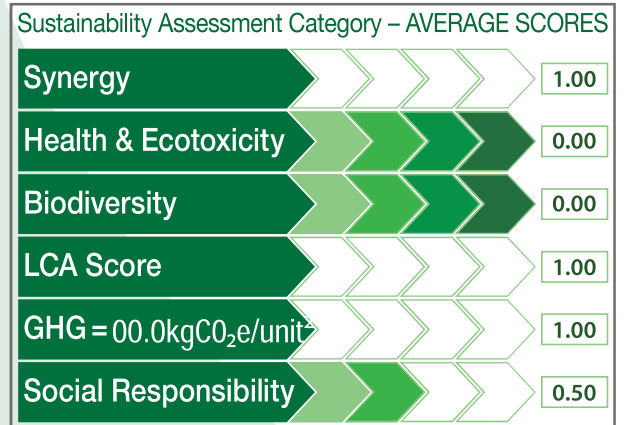 Sustainability Assessment Category – AVERAGE SCORES
Synergy 1.00
Health & Ecotoxicity 0.00
Biodiversity 0.00
LCA Score 1.00
GHG = 00.0kgC0₂e/unit² 1.00
Social Responsibility 0.50